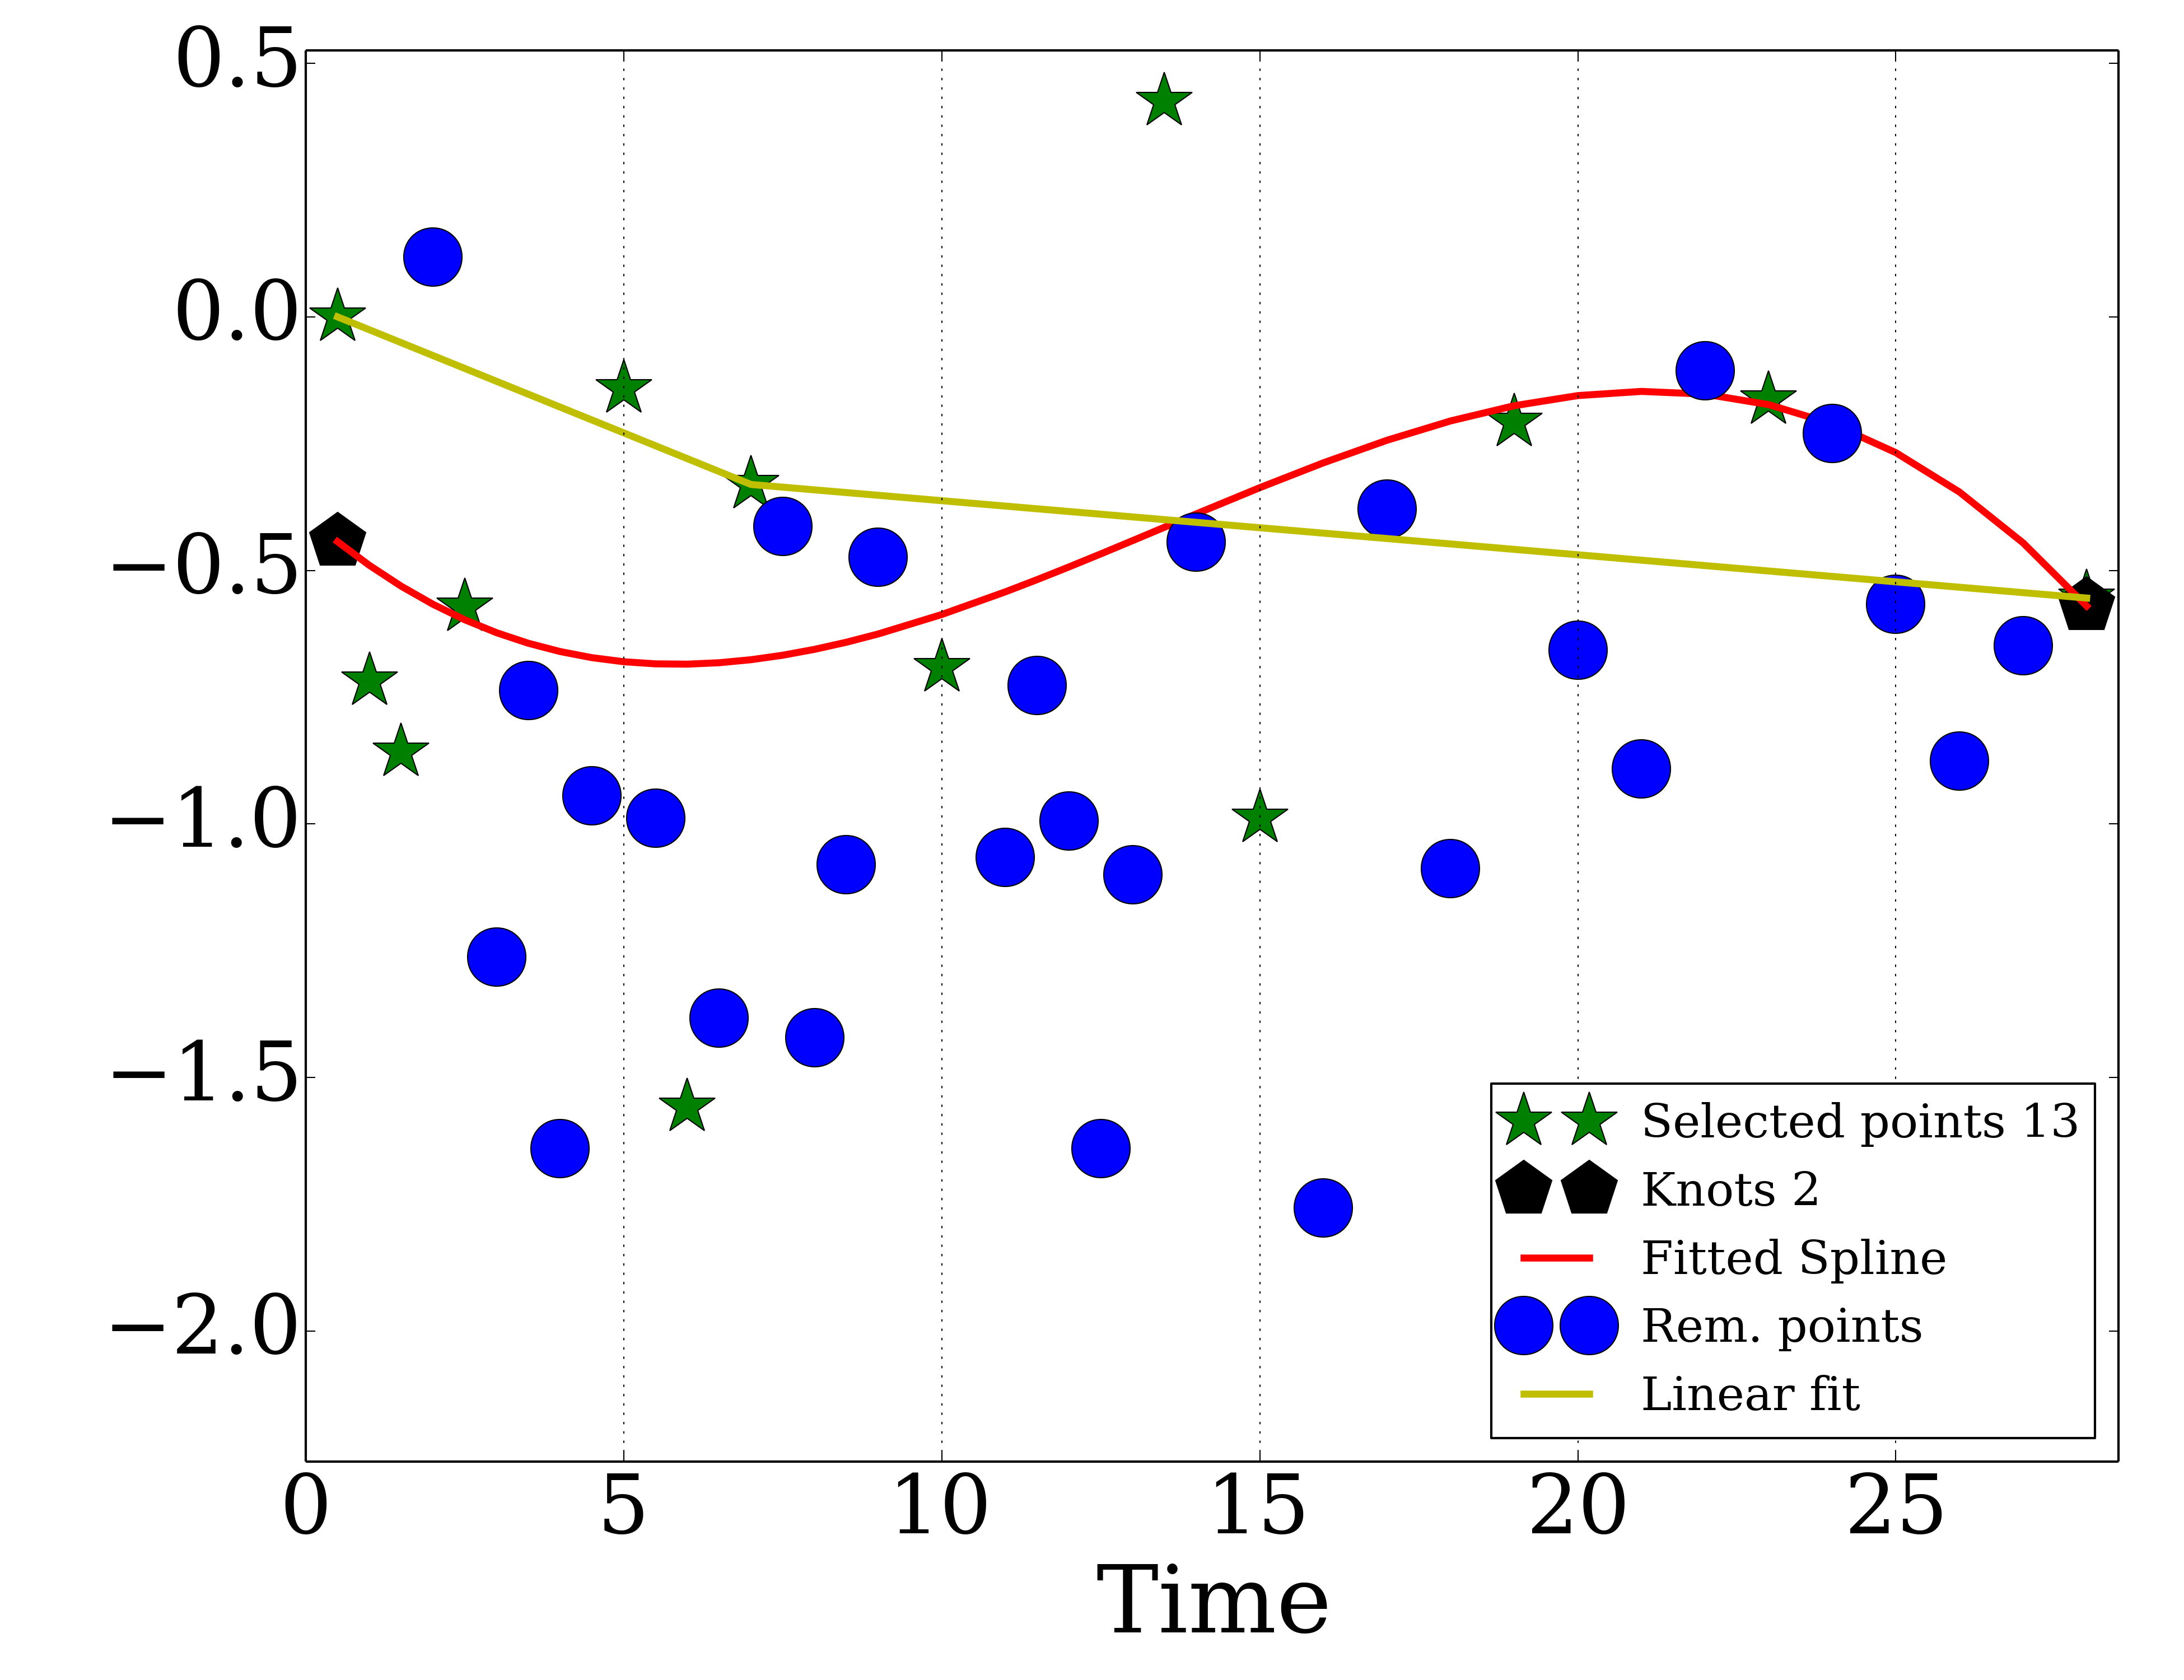 0.5
0.0
−0.5
−1.0
−1.5
−2.0
0 5 10 15 20 25
Time
Selected points 13
Knots 2
Fitted Spline
Rem. points
Linear fit